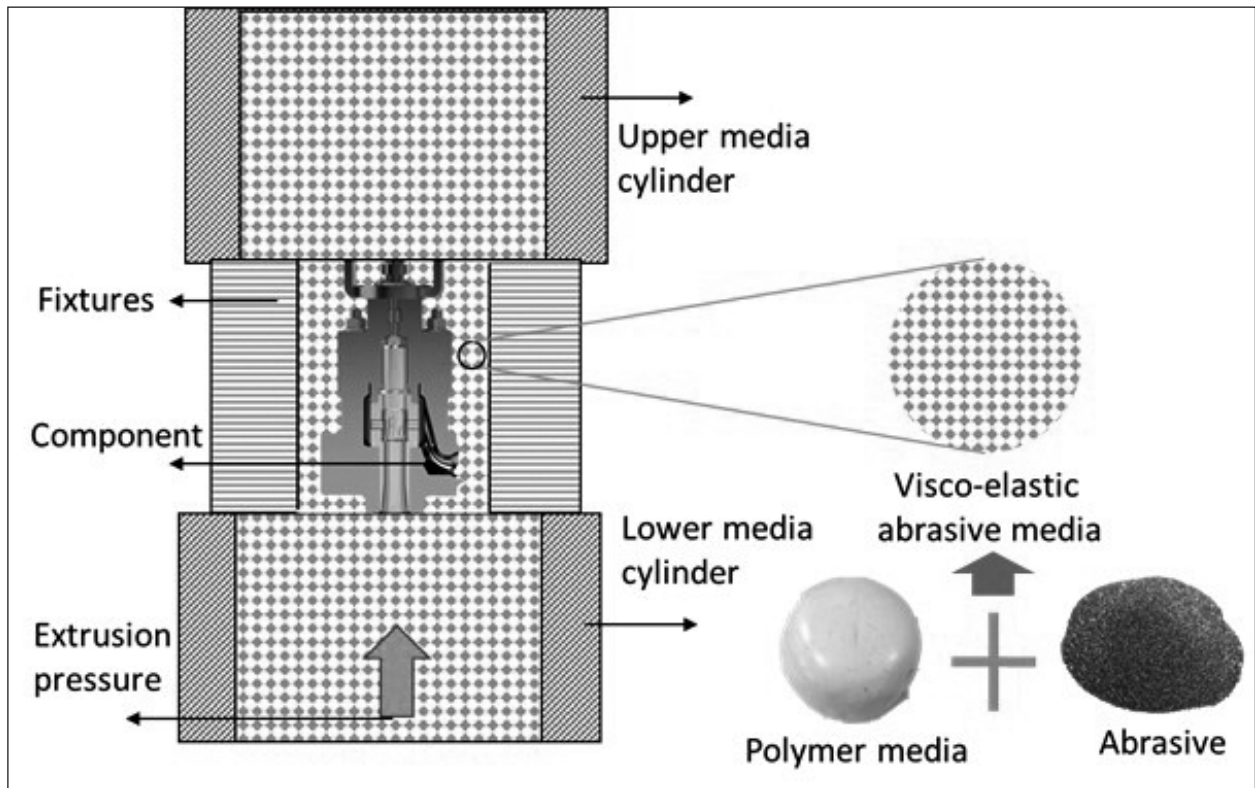 Upper media
cylinder
Fixtures
Component
Visco-elastic
abrasive media
Lower media
cylinder
Extrusion
pressure
Polymer media
Abrasive